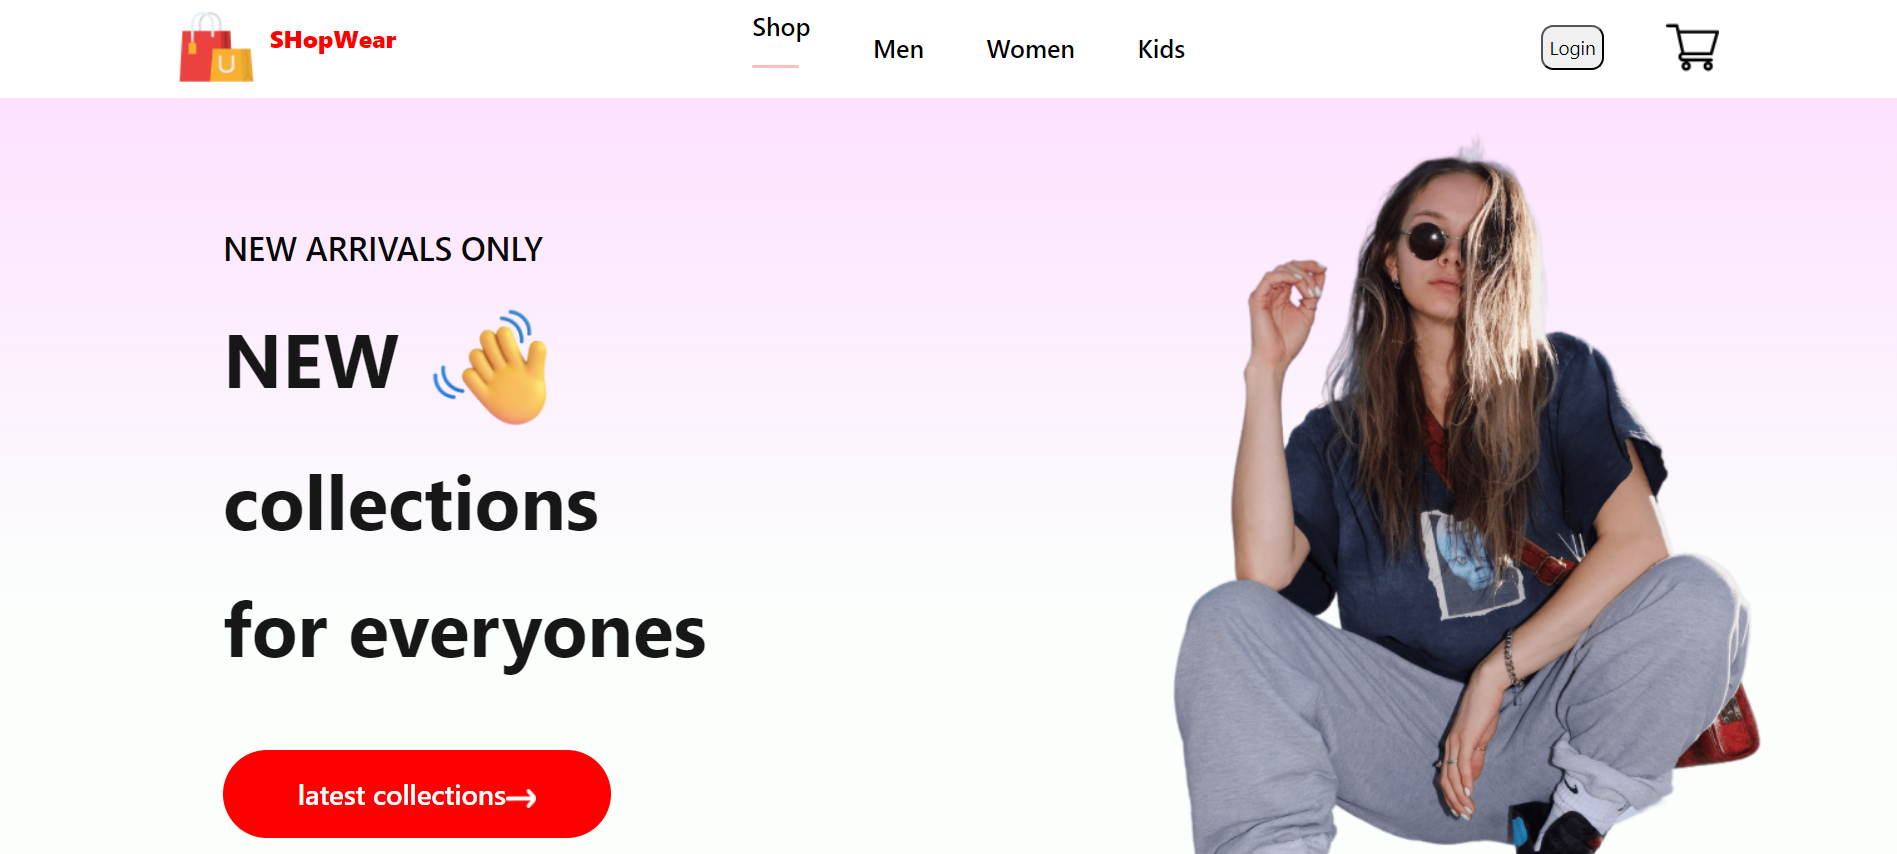 SHopWear
Shop
Men
Women
Kids
Login
NEW ARRIVALS ONLY
NEW
collections
for everyones
latest collections→